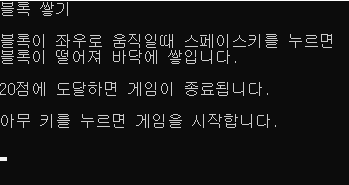 블록 쌓기
블록이 좌우로 움직일때 스페이스키를 누르면
블록이 떨어져 바닥에 쌓입니다.
20점에 도달하면 게임이 종료됩니다.
아무 키를 누르면 게임을 시작합니다.